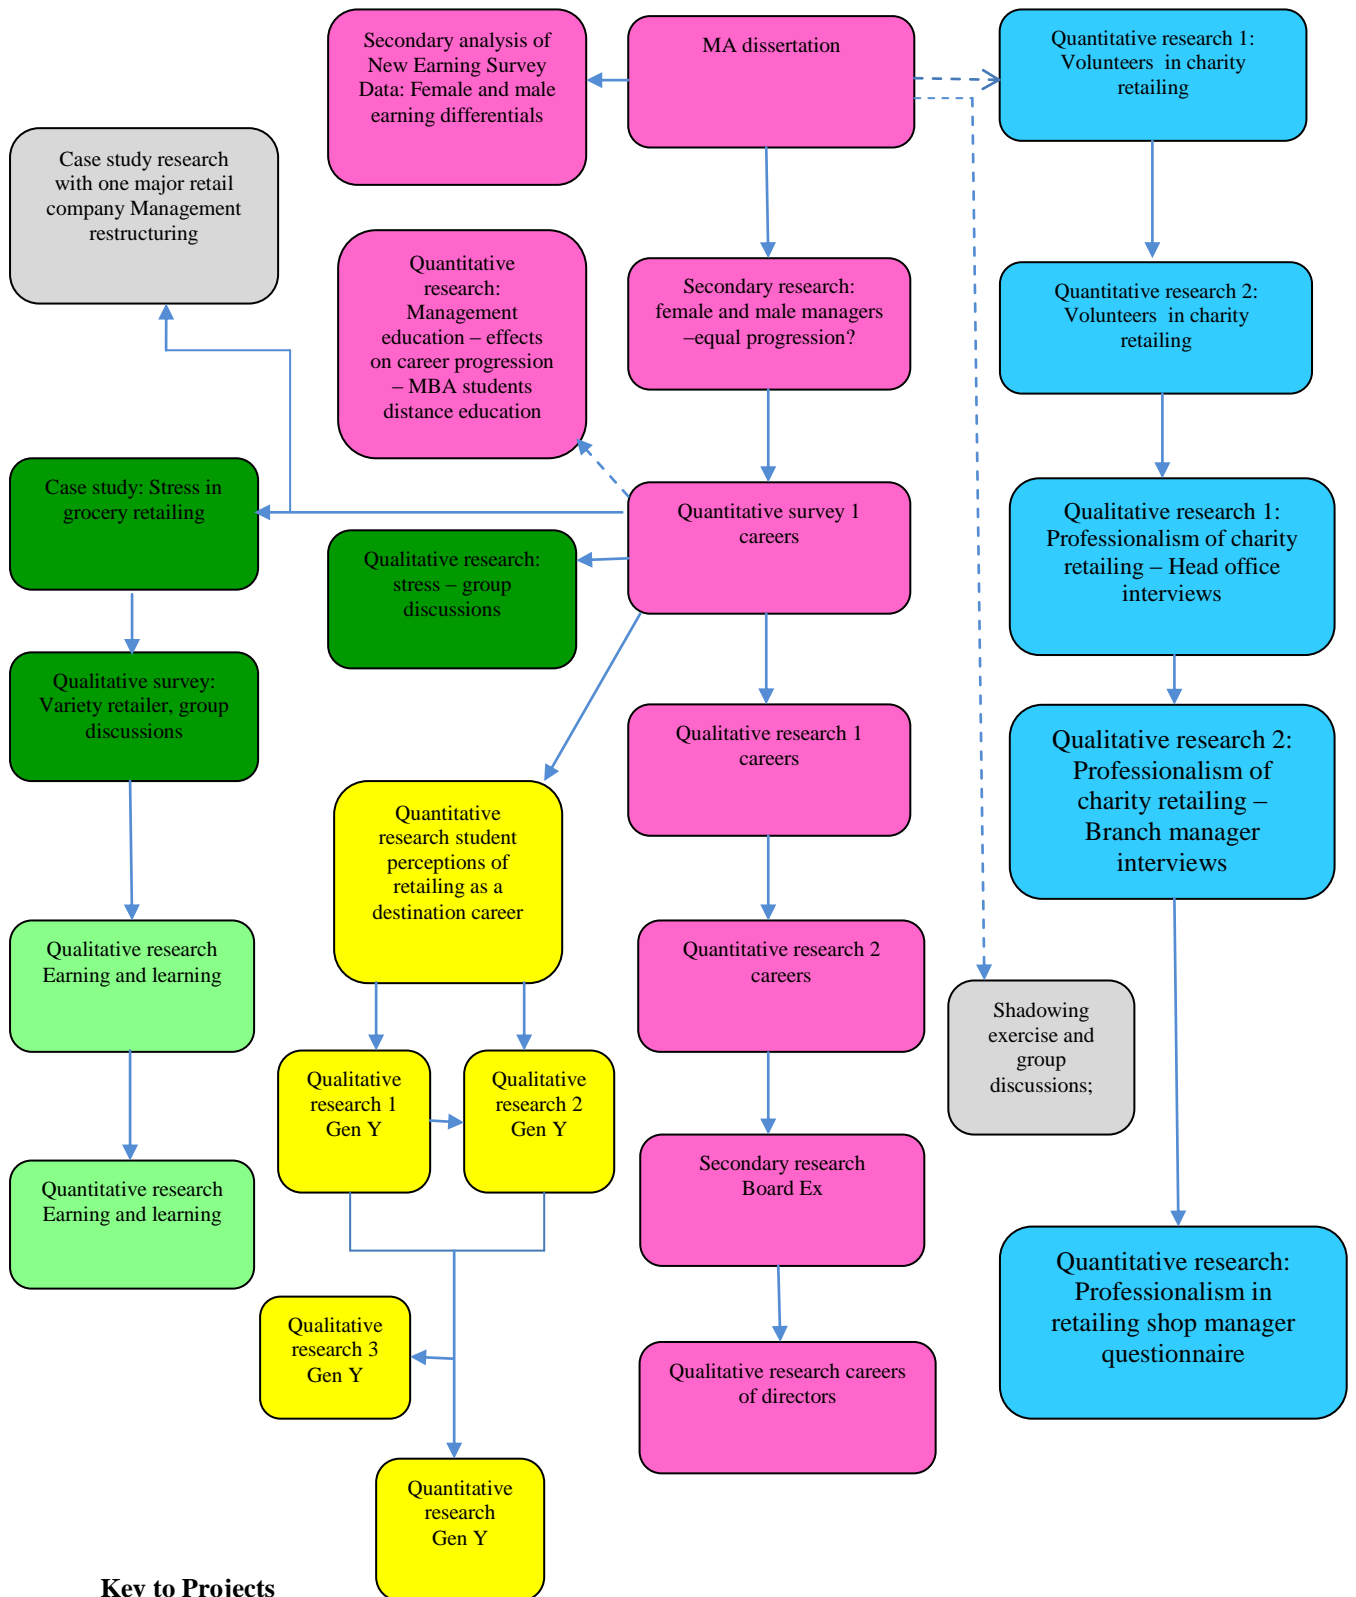 Secondary analysis of
New Earning Survey
Data: Female and male
earning differentials
MA dissertation
Quantitative research 1:
Volunteers in charity
retailing
Case study research
with one major retail
company Management
restructuring
Quantitative
research:
Management
education – effects
on career progression
– MBA students
distance education
Secondary research:
female and male managers
–equal progression?
Quantitative research 2:
Volunteers in charity
retailing
Case study: Stress in
grocery retailing
Qualitative research:
stress – group
discussions
Quantitative survey 1
careers
Qualitative research 1:
Professionalism of charity
retailing – Head office
interviews
Qualitative survey:
Variety retailer, group
discussions
Quantitative
research student
perceptions of
retailing as a
destination career
Qualitative research 1
careers
Qualitative research 2:
Professionalism of
charity retailing –
Branch manager
interviews
Qualitative research
Earning and learning
Quantitative research 2
careers
Shadowing
exercise and
group
discussions;
Qualitative
research 1
Gen Y
Qualitative
research 2
Gen Y
Quantitative research
Earning and learning
Secondary research
Board Ex
Quantitative research:
Professionalism in
retailing shop manager
questionnaire
Qualitative
research 3
Gen Y
Qualitative research careers
of directors
Quantitative
research
Gen Y
Key to Projects